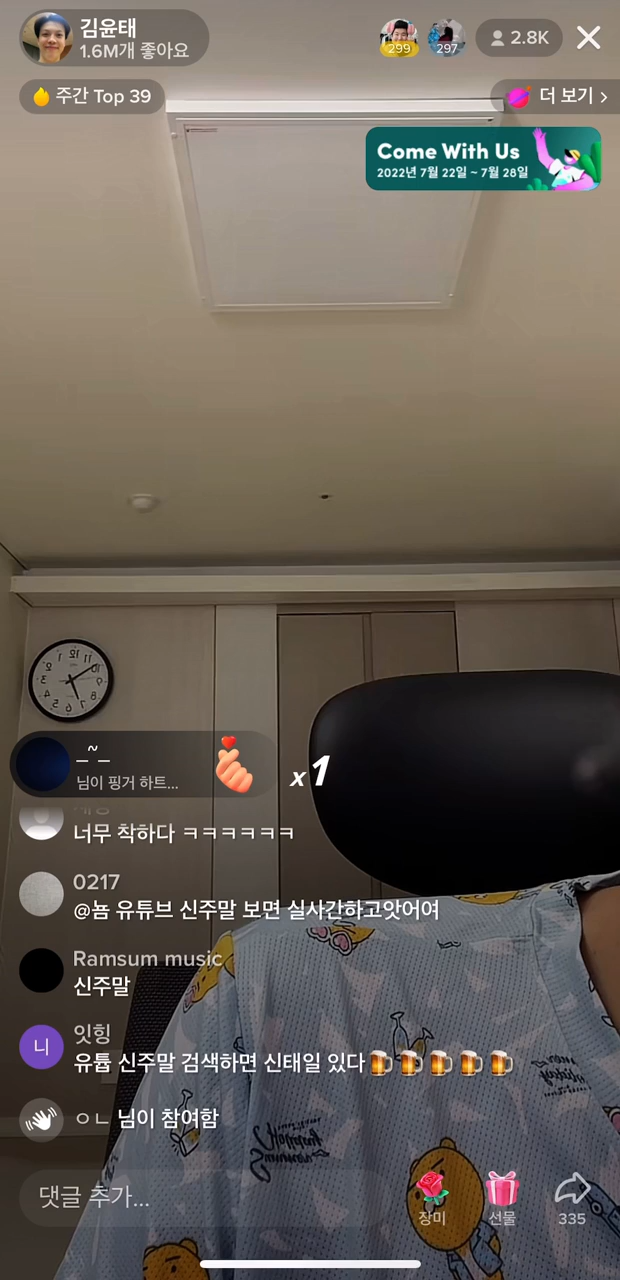 김윤태
1.6M개 좋아요
299
297
2.8K
주간 Top 39
더 보기 >
Come With Us
2022년 7월 22일 ~ 7월 28일
–~–
님이 핑거 하트...
x1
너무 착하다 ㅋㅋㅋㅋㅋㅋ
0217
@뇸 유튜브 신주말 보면 실시간하고앗어여
Ramsum music
신주말
니
잇힝
유튭 신주말 검색하면 신태일 있다🍺🍺🍺🍺🍺
ㅇㄴ 님이 참여함
댓글 추가...
장미
선물
335